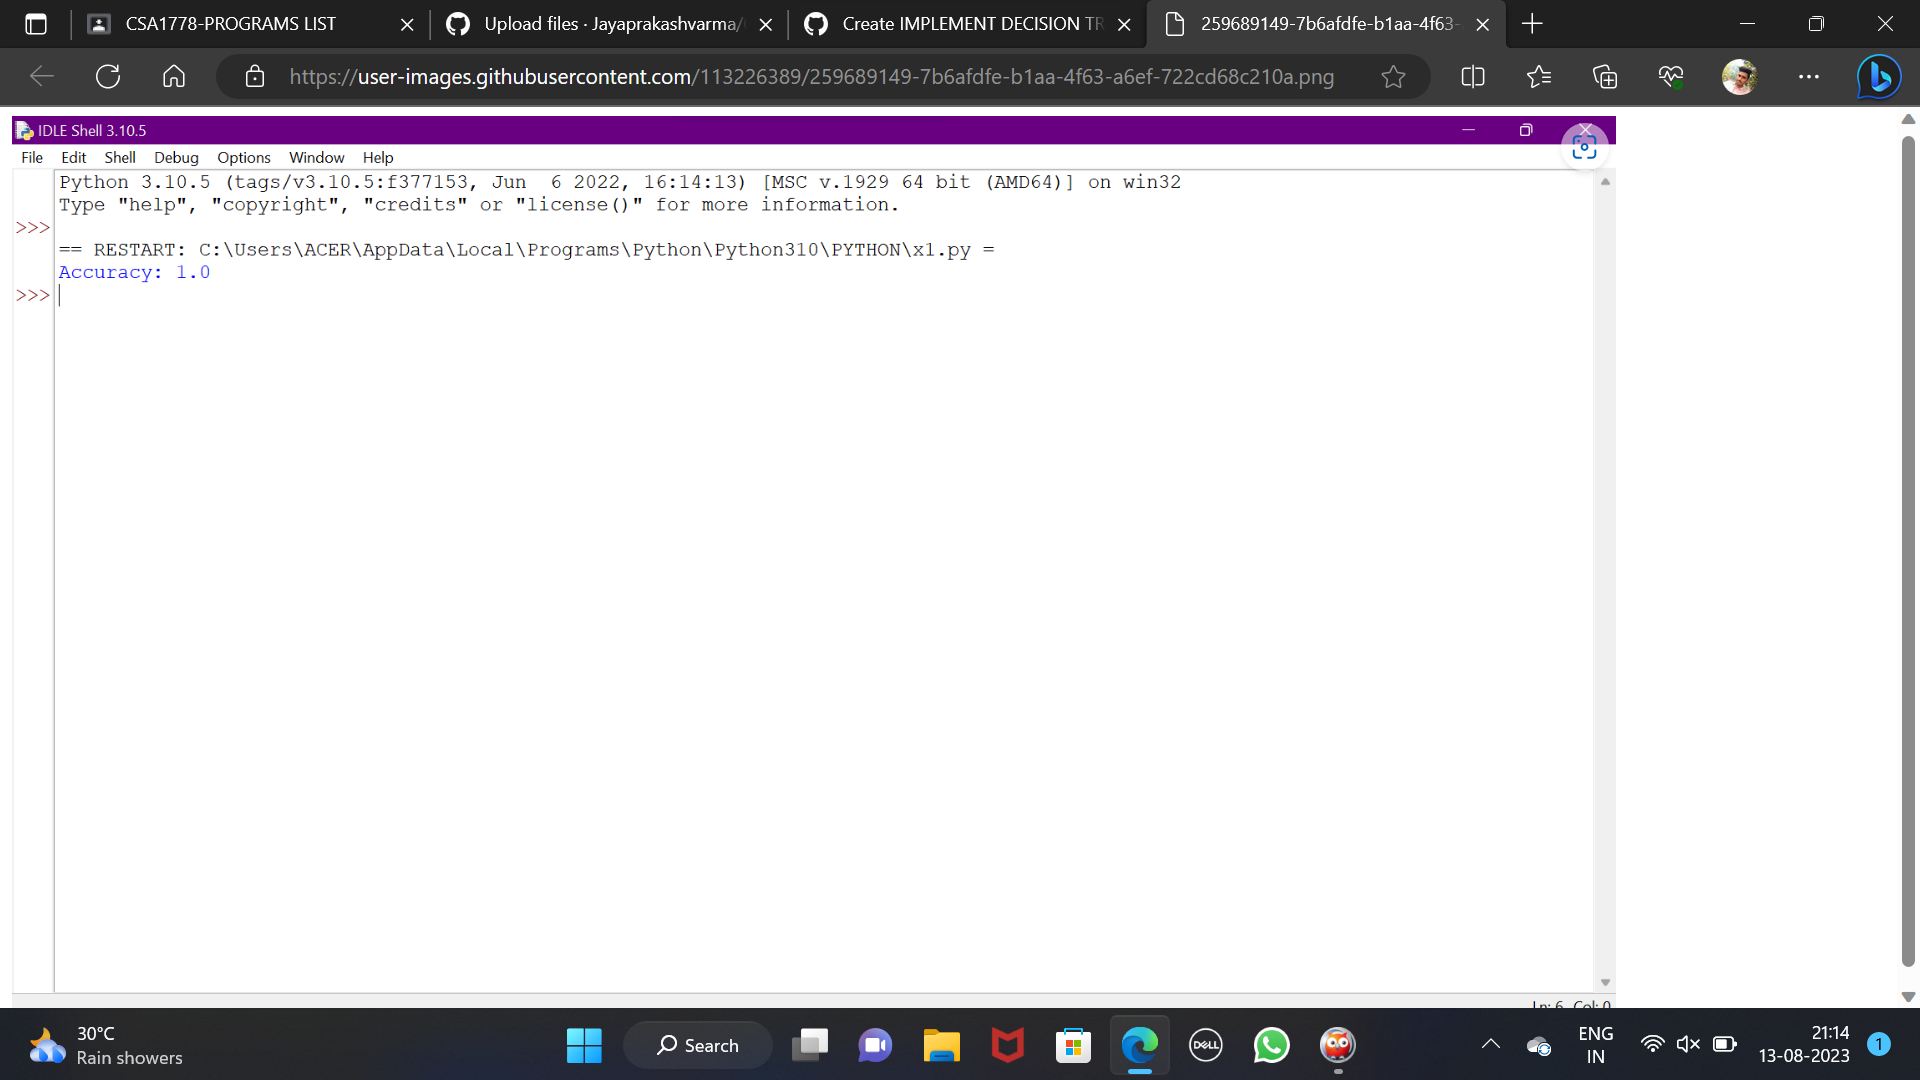 CSA1778-PROGRAMS LIST
Upload files · Jayaprakashvarma/
Create IMPLEMENT DECISION TR
259689149-7b6afdfe-b1aa-4f63-
https://user-images.githubusercontent.com/113226389/259689149-7b6afdfe-b1aa-4f63-a6ef-722cd68c210a.png
IDLE Shell 3.10.5
File Edit Shell Debug Options Window Help
Python 3.10.5 (tags/v3.10.5:f377153, Jun  6 2022, 16:14:13) [MSC v.1929 64 bit (AMD64)] on win32
Type "help", "copyright", "credits" or "license()" for more information.
>>>
== RESTART: C:\Users\ACER\AppData\Local\Programs\Python\Python310\PYTHON\x1.py =
Accuracy: 1.0
>>>
Ln: 6 Col: 0
30°C
Rain showers
Search
DELL
ENG
IN
21:14
13-08-2023
1